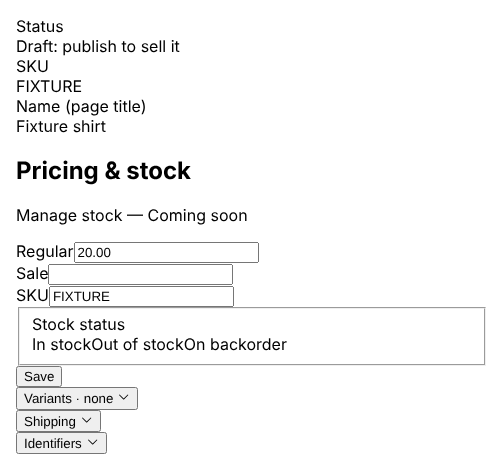 Status
Draft: publish to sell it
SKU
FIXTURE
Name (page title)
Fixture shirt
Pricing & stock
Manage stock — Coming soon
Regular 20.00
Sale
SKU FIXTURE
Stock status
In stockOut of stockOn backorder
Save
Variants · none
Shipping
Identifiers